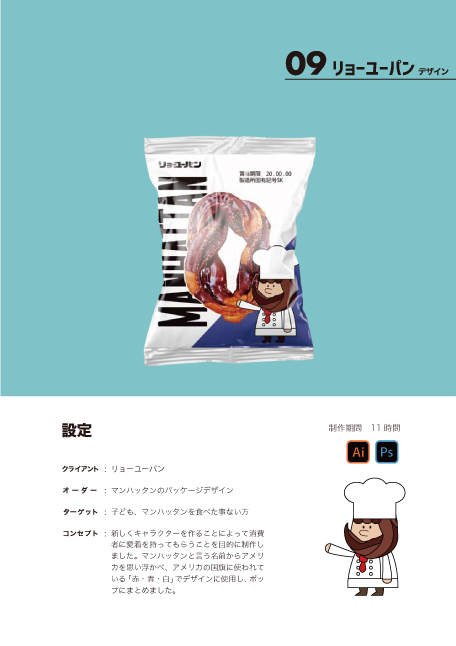 09 リョーユーパン デザイン
リョーユーパン
賞味期限 20.00.00
製造所固有記号SK
MANHATTAN
設定
制作期間 11時間
Ai Ps
クライアント : リョーユーパン
オーダー : マンハッタンのパッケージデザイン
ターゲット : 子ども、マンハッタンを食べた事ない方
コンセプト : 新しくキャラクターを作ることによって消費
者に愛着を持ってもらうことを目的に制作し
ました。マンハッタンと言う名前からアメリ
カを思い浮かべ、アメリカの国旗に使われて
いる「赤・青・白」でデザインに使用し、ポッ
プにまとめました。